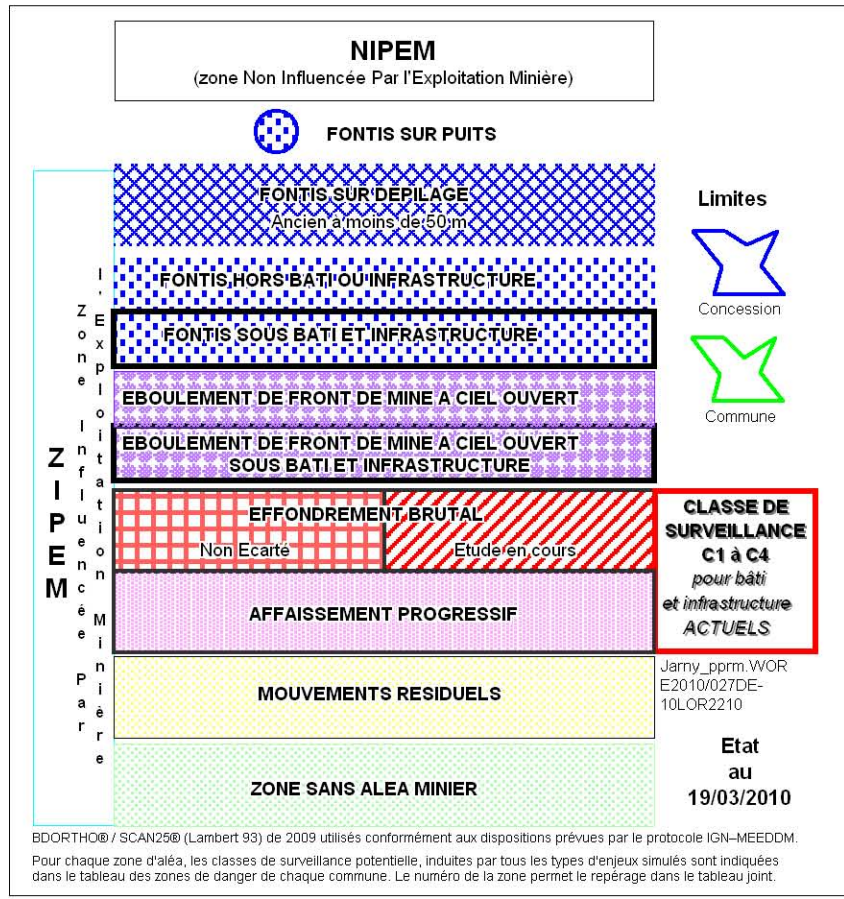 NIPEM
(zone Non Influencée Par l'Exploitation Minière)
FONTIS SUR PUITS
FONTIS SUR DEPILAGE
Ancien à moins de 50 m
FONTIS HORS BATI OU INFRASTRUCTURE
FONTIS SOUS BATI ET INFRASTRUCTURE
EBOULEMENT DE FRONT DE MINE A CIEL OUVERT
EBOULEMENT DE FRONT DE MINE A CIEL OUVERT
SOUS BATI ET INFRASTRUCTURE
EFFONDREMENT BRUTAL
Non Ecarté
Etude en cours
AFFAISSEMENT PROGRESSIF
MOUVEMENTS RESIDUELS
ZONE SANS ALEA MINIER
ZIPEM
Zone Infuencée Par
l'Exploitation Minière
Limites
Concession
Commune
CLASSE DE
SURVEILLANCE
C1 à C4
pour bâti
et infrastructure
ACTUELS
Jarny_pprm.WOR
E2010/027DE-
10LOR2210
Etat
au
19/03/2010
BDORTHO® / SCAN25® (Lambert 93) de 2009 utilisés conformément aux dispositions prévues par le protocole IGN–MEEDDM.
Pour chaque zone d'aléa, les classes de surveillance potentielle, induites par tous les types d'enjeux simulés sont indiquées
dans le tableau des zones de danger de chaque commune. Le numéro de la zone permet le repérage dans le tableau joint.